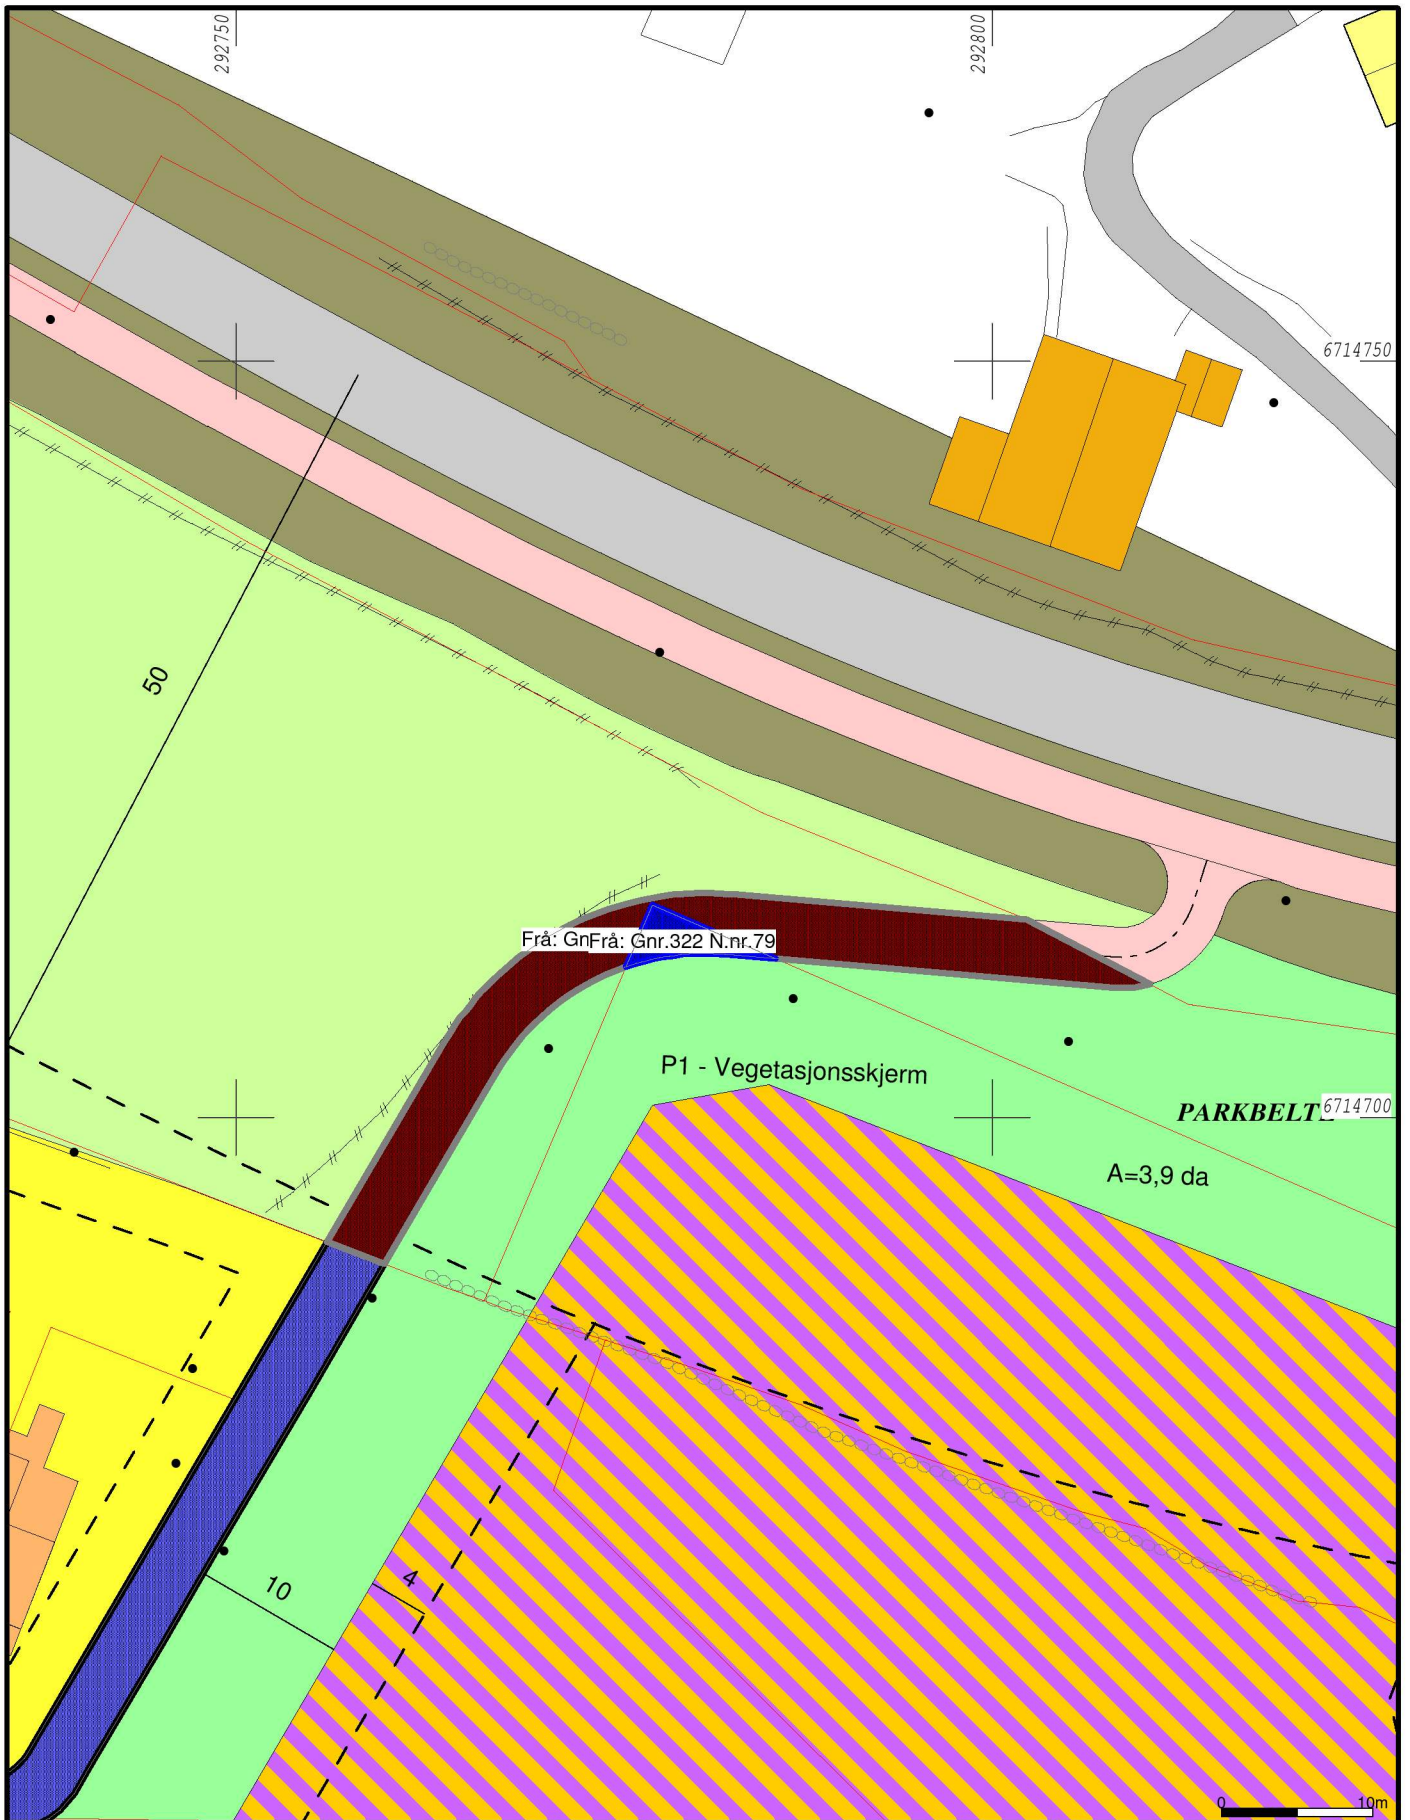 292750
292800
6714750
50
Frå: Gn
Frå: Gnr.322 N.nr.79
P1 - Vegetasjonsskjerm
PARKBELT
6714700
A=3,9 da
10
4
0 10m